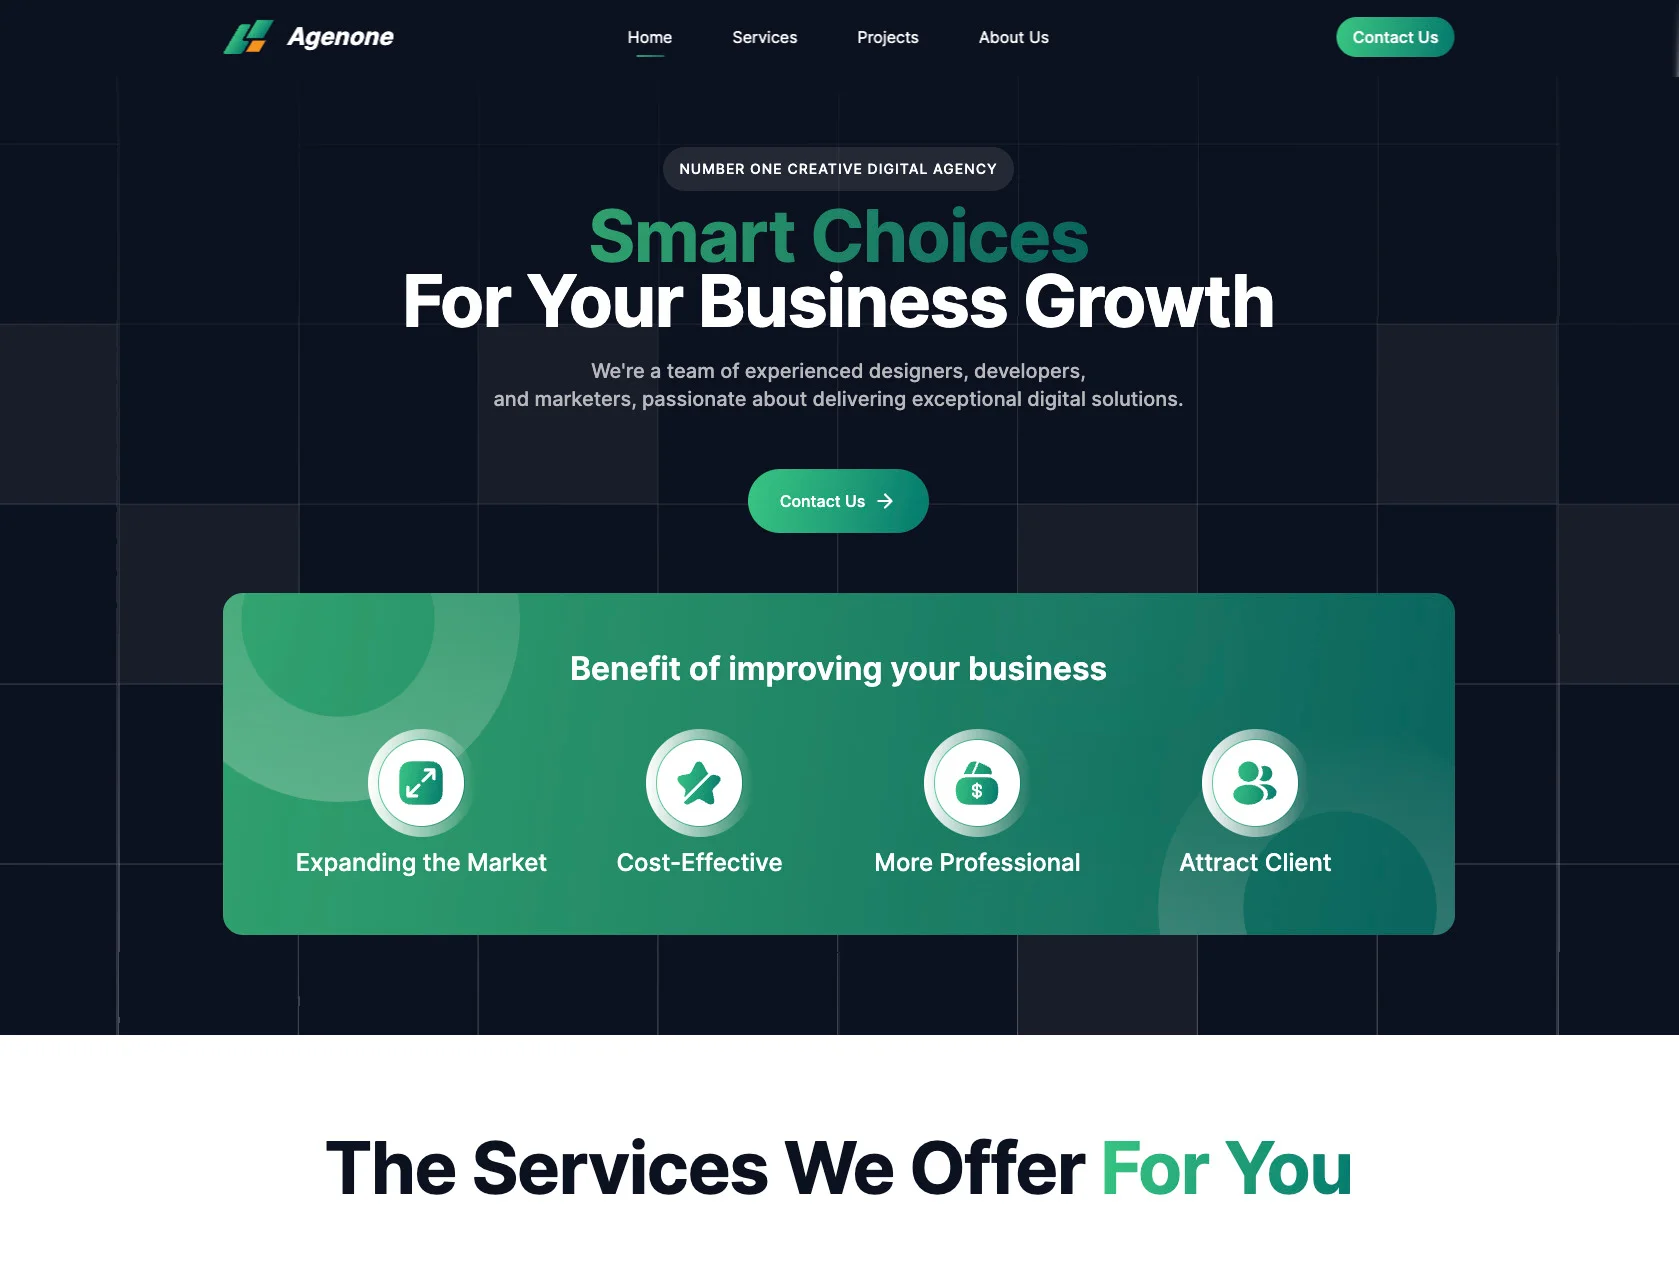 Agenone
Home
Services
Projects
About Us
Contact Us
NUMBER ONE CREATIVE DIGITAL AGENCY
Smart Choices
For Your Business Growth
We're a team of experienced designers, developers,
and marketers, passionate about delivering exceptional digital solutions.
Contact Us
Benefit of improving your business
Expanding the Market
Cost-Effective
$
More Professional
Attract Client
The Services We Offer For You